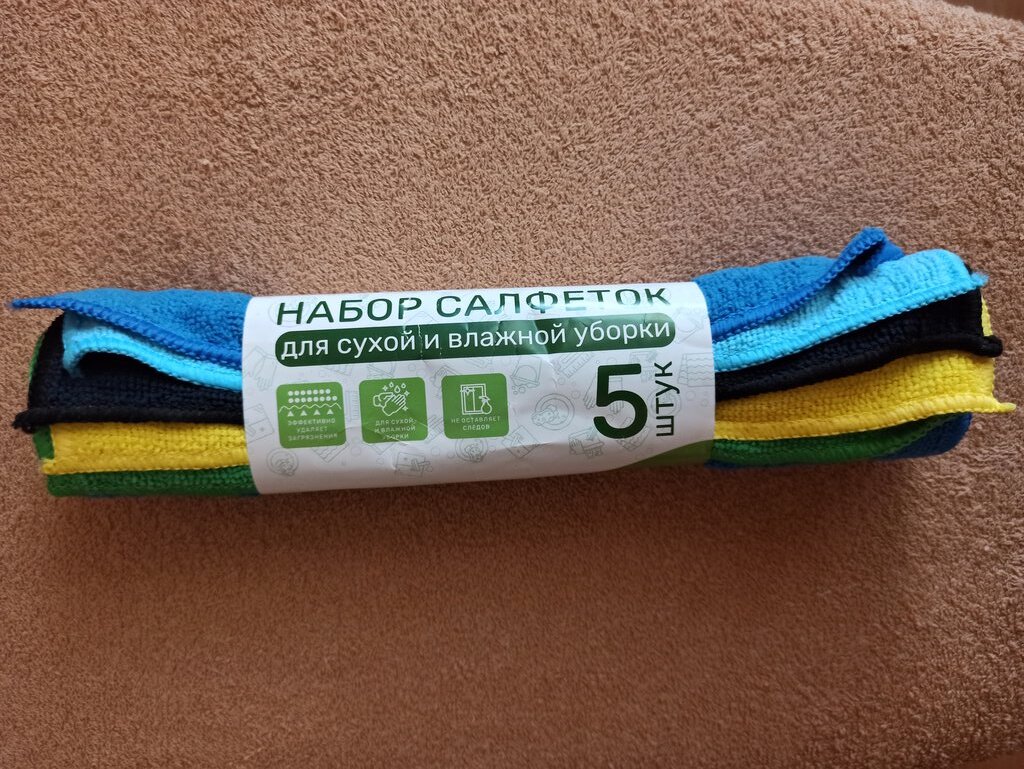 НАБОР САЛФЕТОК
для сухой и влажной уборки
ЭФФЕКТИВНО
УДАЛЯЕТ
ЗАГРЯЗНЕНИЯ
ДЛЯ СУХОЙ
И ВЛАЖНОЙ
УБОРКИ
НЕ ОСТАВЛЯЕТ
СЛЕДОВ
5
ШТУК